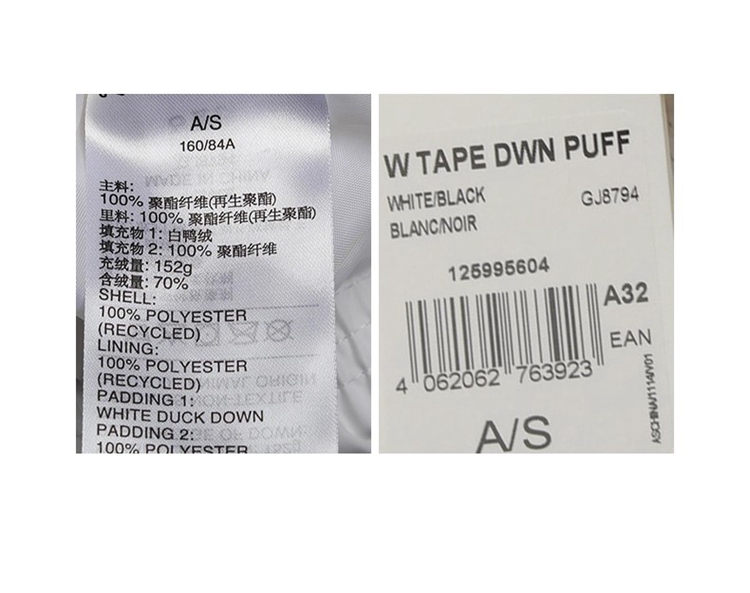 A/S
160/84A
主料:
100% 聚酯纤维(再生聚酯)
里料: 100% 聚酯纤维(再生聚酯)
填充物 1: 白鸭绒
填充物 2: 100% 聚酯纤维
充绒量: 152g
含绒量: 70%
SHELL:
100% POLYESTER
(RECYCLED)
LINING:
100% POLYESTER
(RECYCLED)
PADDING 1:
WHITE DUCK DOWN
PADDING 2:
100% POLYESTER
W TAPE DWN PUFF
WHITE/BLACK
GJ8794
BLANC/NOIR
125995604
A32
EAN
4 062062 763923
A/S